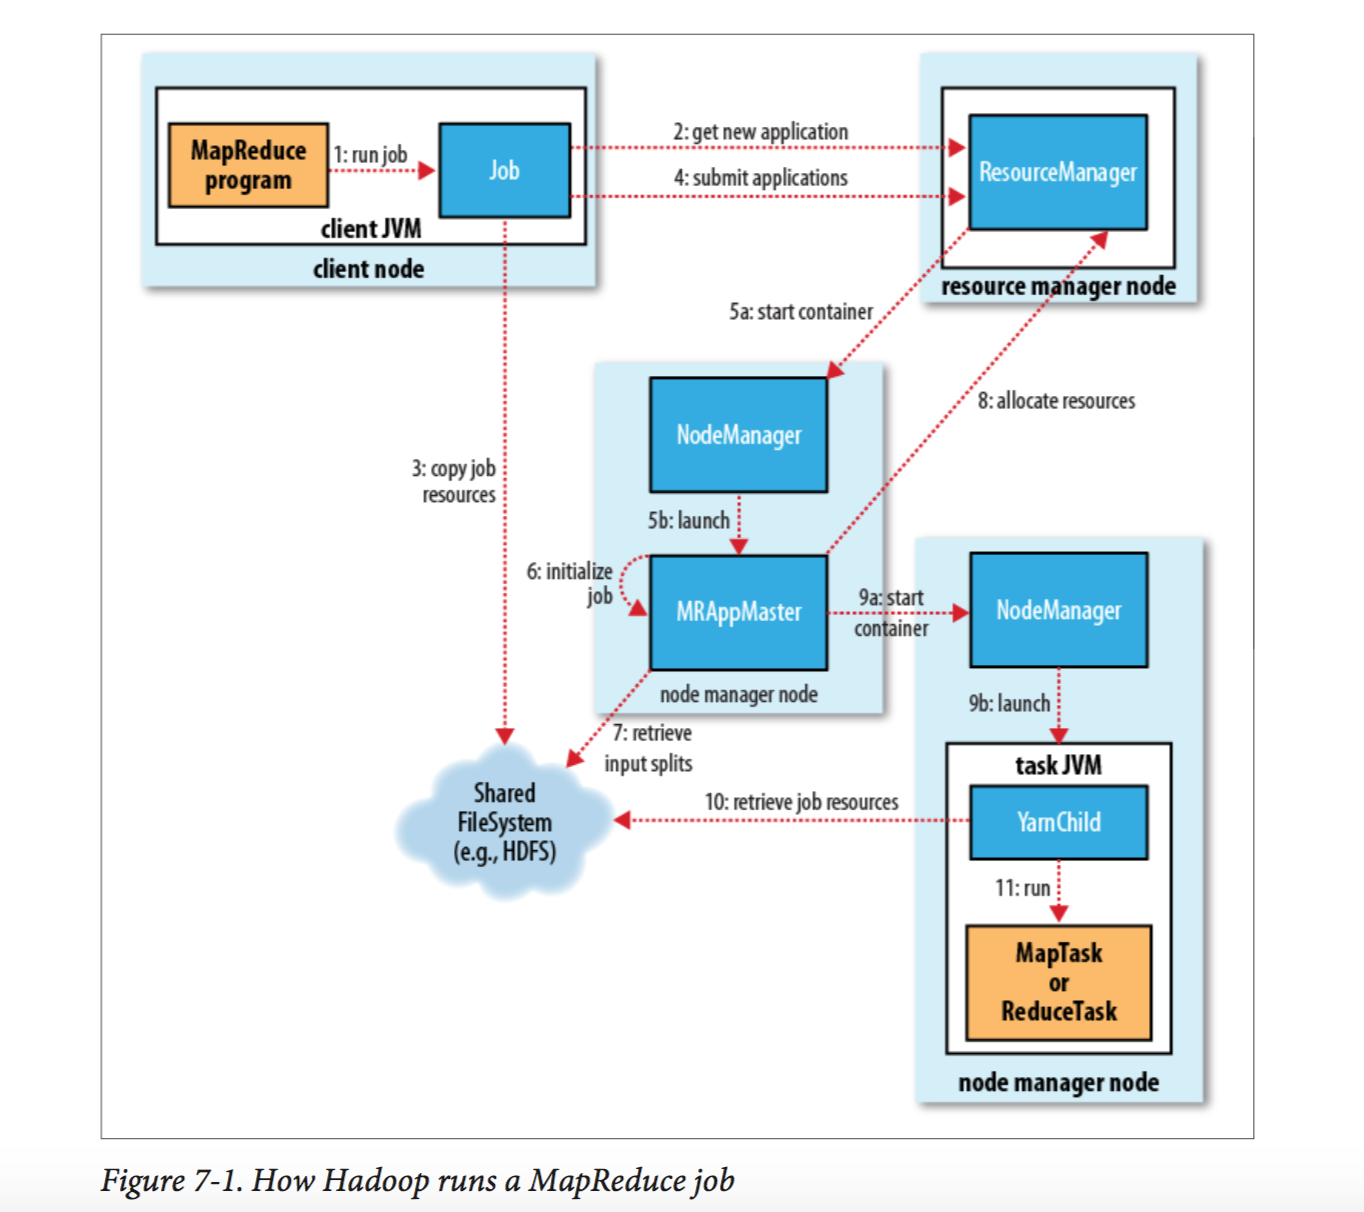 MapReduce
program
1: run job
Job
client JVM
client node
2: get new application
4: submit applications
ResourceManager
resource manager node
5a: start container
8: allocate resources
NodeManager
3: copy job
resources
5b: launch
6: initialize
job
MRAppMaster
9a: start
container
NodeManager
node manager node
9b: launch
7: retrieve
input splits
task JVM
Shared
FileSystem
(e.g., HDFS)
10: retrieve job resources
YarnChild
11: run
MapTask
or
ReduceTask
node manager node
Figure 7-1. How Hadoop runs a MapReduce job